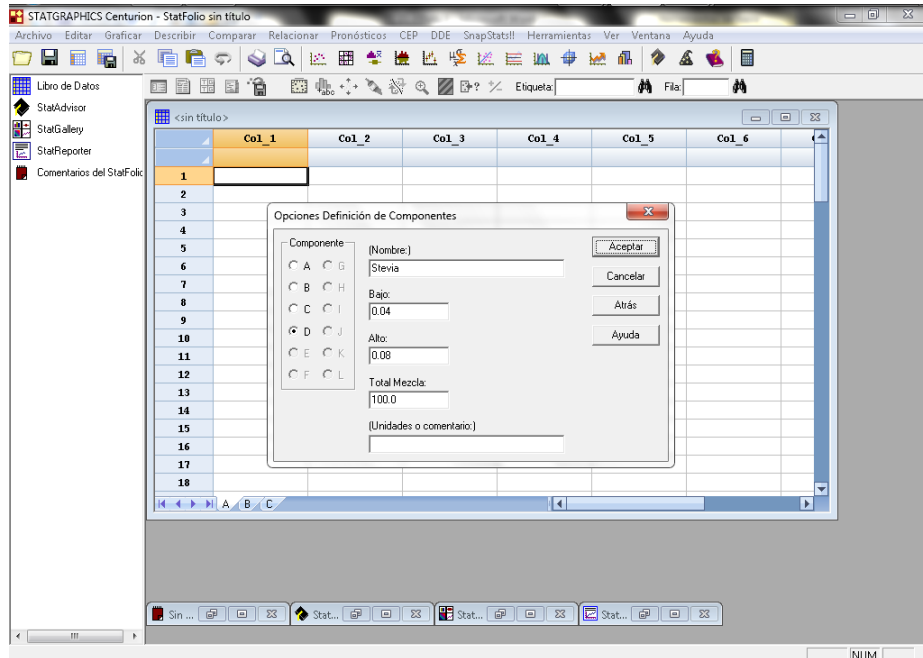 STATGRAPHICS Centurion - StatFolio sin título
Archivo Editar Graficar Describir Comparar Relacionar Pronósticos CEP DDE SnapStats!! Herramientas Ver Ventana Ayuda
Etiqueta: Fila:
Libro de Datos
StatAdvisor
StatGallery
StatReporter
Comentarios del StatFolio
<sin título>
Col_1 Col_2 Col_3 Col_4 Col_5 Col_6
1
2
3
4
5
6
7
8
9
10
11
12
13
14
15
16
17
18
A B C
Opciones Definición de Componentes
Componente
A G
B H
C I
D J
E K
F L
(Nombre:)
Stevia
Bajo:
0.04
Alto:
0.08
Total Mezcla:
100.0
(Unidades o comentario:)
Aceptar
Cancelar
Atrás
Ayuda
Sin ... Stat... Stat... Stat...
NUM